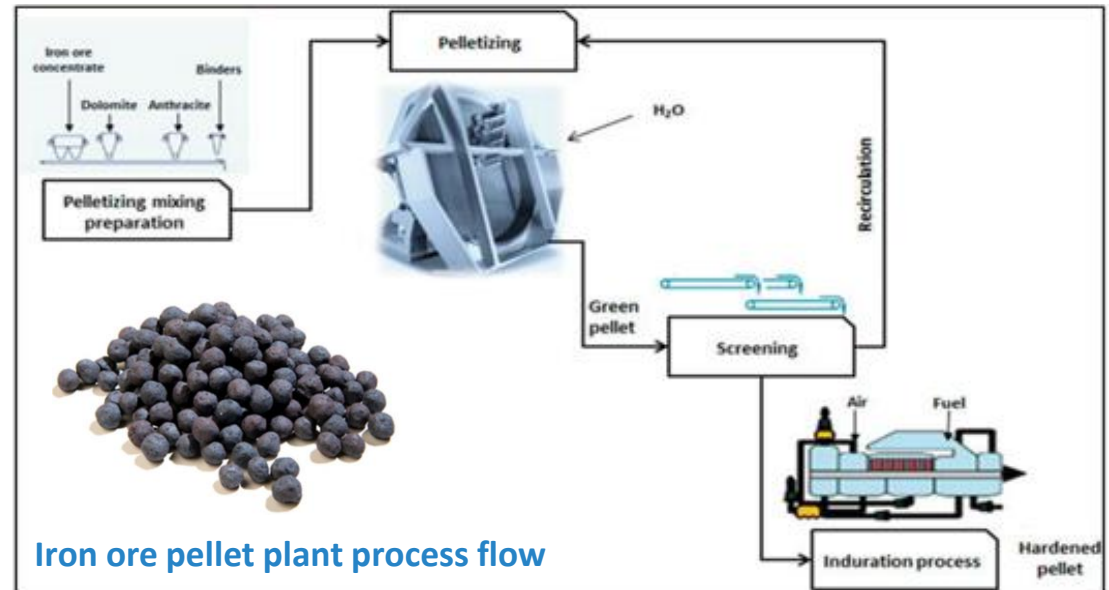 Iron ore
concentrate
Binders
Dolomite Anthracite
Pelletizing mixing
preparation
Pelletizing
H₂O
Recirculation
Green
pellet
Screening
Air
Fuel
Induration process
Hardened
pellet
Iron ore pellet plant process flow